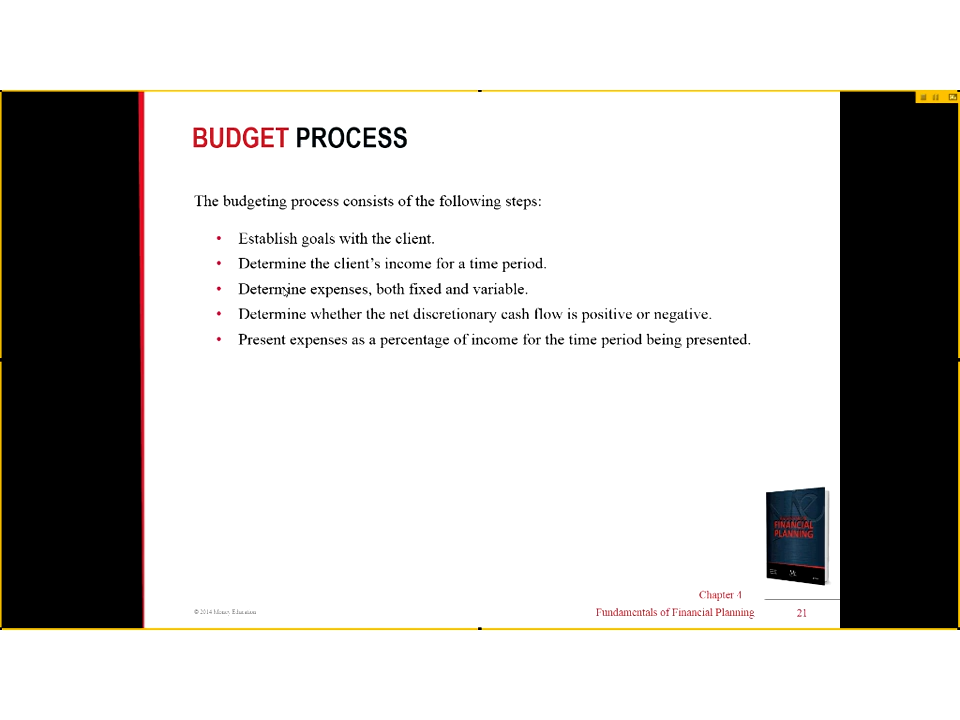 BUDGET PROCESS
The budgeting process consists of the following steps:
• Establish goals with the client.
• Determine the client's income for a time period.
• Determine expenses, both fixed and variable.
• Determine whether the net discretionary cash flow is positive or negative.
• Present expenses as a percentage of income for the time period being presented.
FINANCIAL
PLANNING
Chapter 4
© 2014 Money Education
Fundamentals of Financial Planning
21